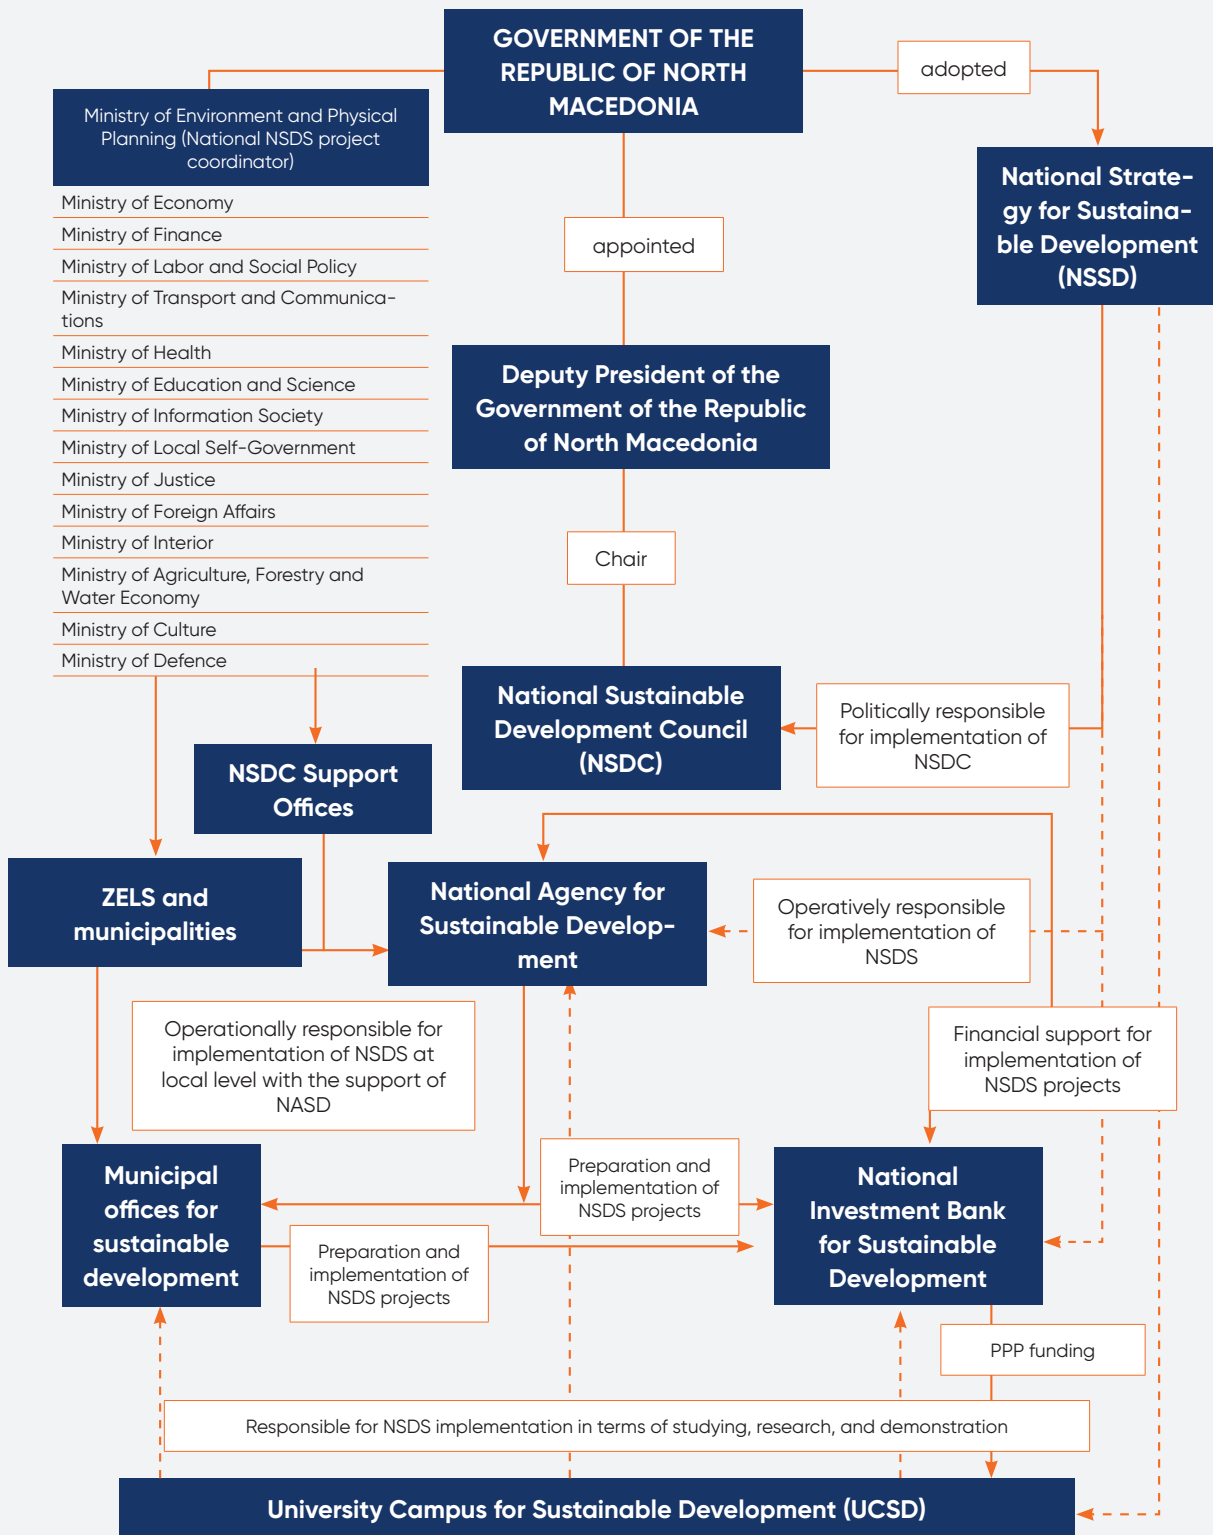 GOVERNMENT OF THE
REPUBLIC OF NORTH
MACEDONIA
adopted
Ministry of Environment and Physical
Planning (National NSDS project
coordinator)
Ministry of Economy
Ministry of Finance
Ministry of Labor and Social Policy
Ministry of Transport and Communica-
tions
Ministry of Health
Ministry of Education and Science
Ministry of Information Society
Ministry of Local Self-Government
Ministry of Justice
Ministry of Foreign Affairs
Ministry of Interior
Ministry of Agriculture, Forestry and
Water Economy
Ministry of Culture
Ministry of Defence
National Strate-
gy for Sustaina-
ble Development
(NSSD)
appointed
Deputy President of the
Government of the Republic
of North Macedonia
Chair
National Sustainable
Development Council
(NSDC)
Politically responsible
for implementation of
NSDC
NSDC Support
Offices
ZELS and
municipalities
National Agency for
Sustainable Develop-
ment
Operatively responsible
for implementation of
NSDS
Operationally responsible for
implementation of NSDS at
local level with the support of
NASD
Financial support for
implementation of
NSDS projects
Municipal
offices for
sustainable
development
Preparation and
implementation of
NSDS projects
Preparation and
implementation of
NSDS projects
National
Investment Bank
for Sustainable
Development
PPP funding
Responsible for NSDS implementation in terms of studying, research, and demonstration
University Campus for Sustainable Development (UCSD)